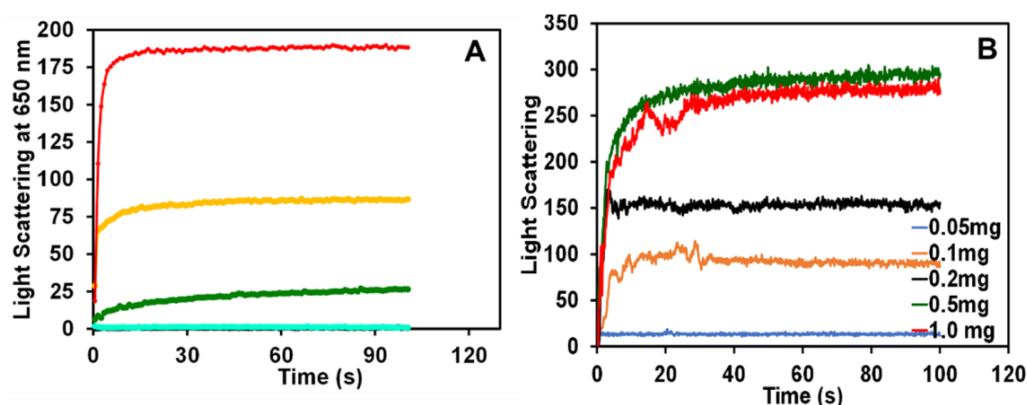 A
Light Scattering at 650 nm
200
175
150
125
100
75
50
25
0
0 30 60 90 120
Time (s)
B
Light Scattering
350
300
250
200
150
100
50
0
0.05mg
0.1mg
0.2mg
0.5mg
1.0 mg
0 20 40 60 80 100 120
Time (s)